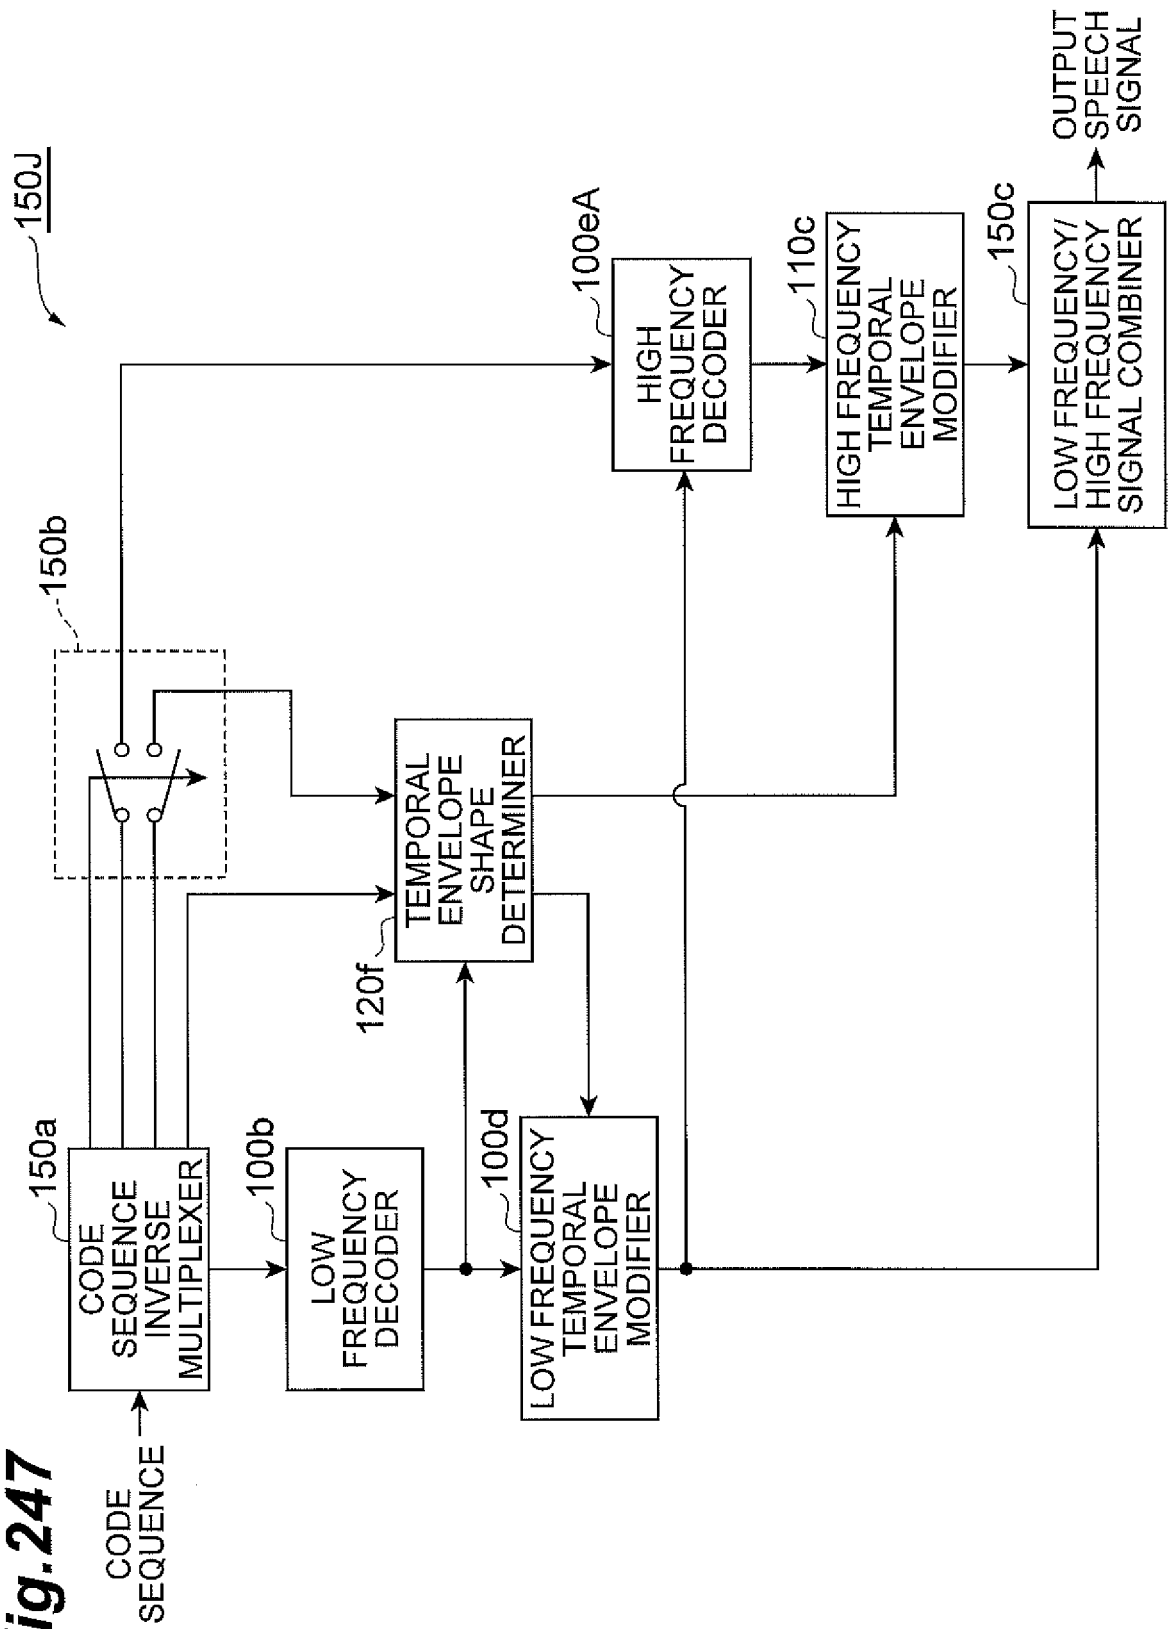 ig.247
150J
CODE
SEQUENCE
150a
CODE
SEQUENCE
INVERSE
MULTIPLEXER
150b
100b
LOW
FREQUENCY
DECODER
120f
TEMPORAL
ENVELOPE
SHAPE
DETERMINER
100d
LOW FREQUENCY
TEMPORAL
ENVELOPE
MODIFIER
100eA
HIGH
FREQUENCY
DECODER
110c
HIGH FREQUENCY
TEMPORAL
ENVELOPE
MODIFIER
150c
LOW FREQUENCY/
HIGH FREQUENCY
SIGNAL COMBINER
OUTPUT
SPEECH
SIGNAL